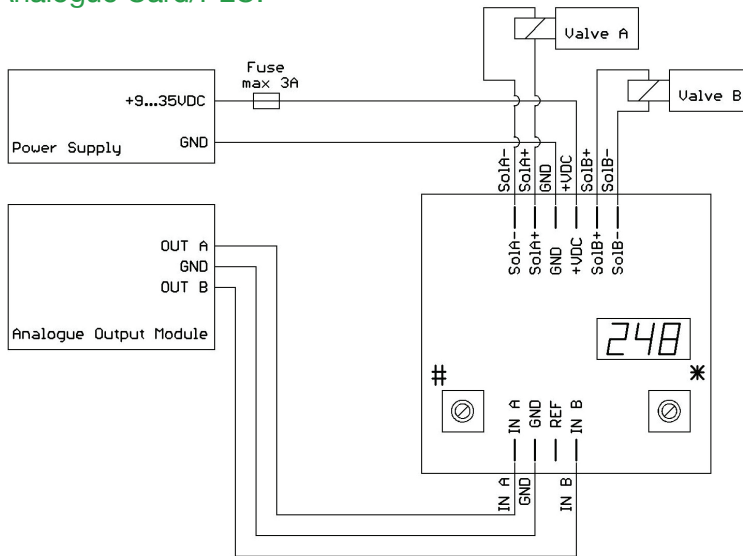 Analogue Card/PLC:
Valve A
Fuse
max 3A
Valve B
+9...35VDC
GND
Power Supply
SolA-
SolA+
GND
+VDC
SolB+
SolB-
SolA-
SolA+
GND
+VDC
SolB+
SolB-
OUT A
GND
OUT B
Analogue Output Module
248
#
*
IN A
GND
REF
IN B
IN A
GND
IN B